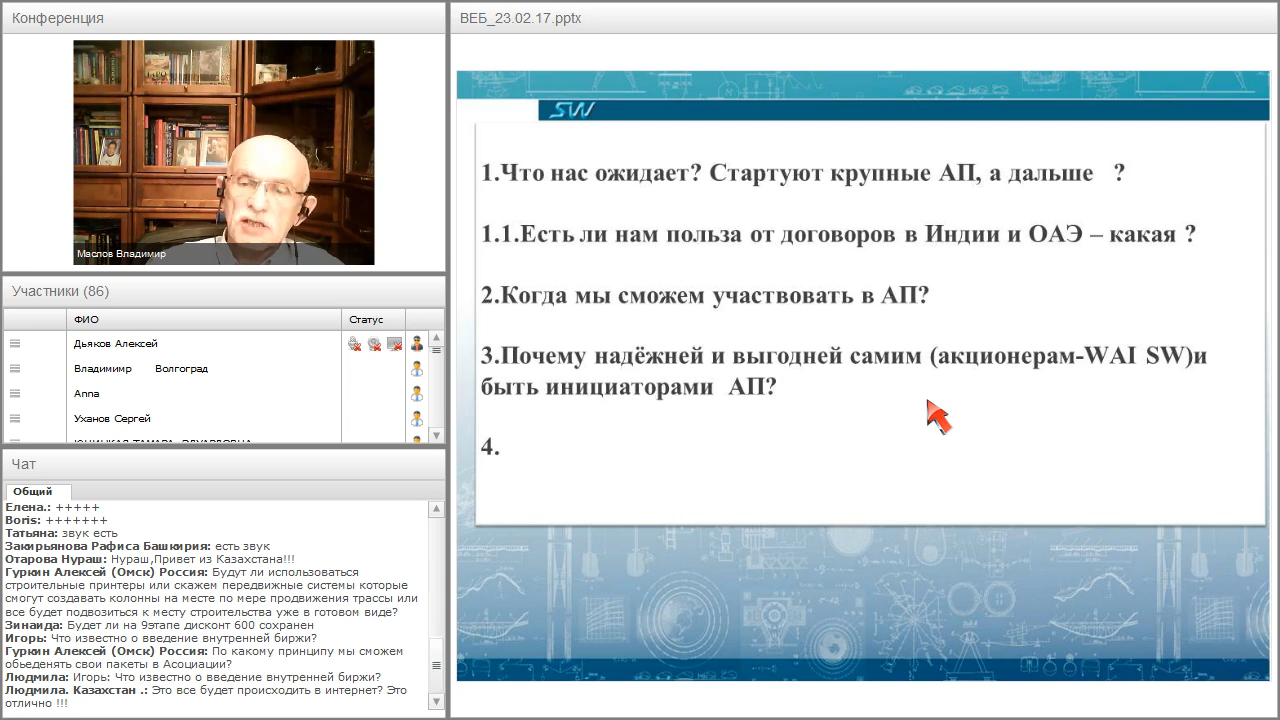 Конференция
Маслов Владимир
Участники (86)
ФИО Статус
Дьяков Алексей
Владимимр Волгоград
Anna
Уханов Сергей
Чат
Общий
Елена.: +++++
Boris: +++++++
Татьяна: звук есть
Закирьянова Рафиса Башкирия: есть звук
Отарова Нураш: Нураш,Привет из Казахстана!!!
Гуркин Алексей (Омск) Россия: Будут ли использоваться
строительные принтеры или скажем передвижные системы которые
смогут создавать колонны на месте по мере продвижения трассы или
все будет подвозиться к месту строительства уже в готовом виде?
Зинаида: Будет ли на 9этапе дисконт 600 сохранен
Игорь: Что известно о введение внутренней биржи?
Гуркин Алексей (Омск) Россия: По какому принципу мы сможем
обьеденять свои пакеты в Асоциации?
Людмила: Игорь: Что известно о введение внутренней биржи?
Людмила. Казахстан .: Это все будет происходить в интернет? Это
отлично !!!
ВЕБ_23.02.17.pptx
SW
1.Что нас ожидает? Стартуют крупные АП, а дальше ?
1.1.Есть ли нам польза от договоров в Индии и ОАЭ – какая ?
2.Когда мы сможем участвовать в АП?
3.Почему надёжней и выгодней самим (акционерам-WAI SW)и
быть инициаторами АП?
4.